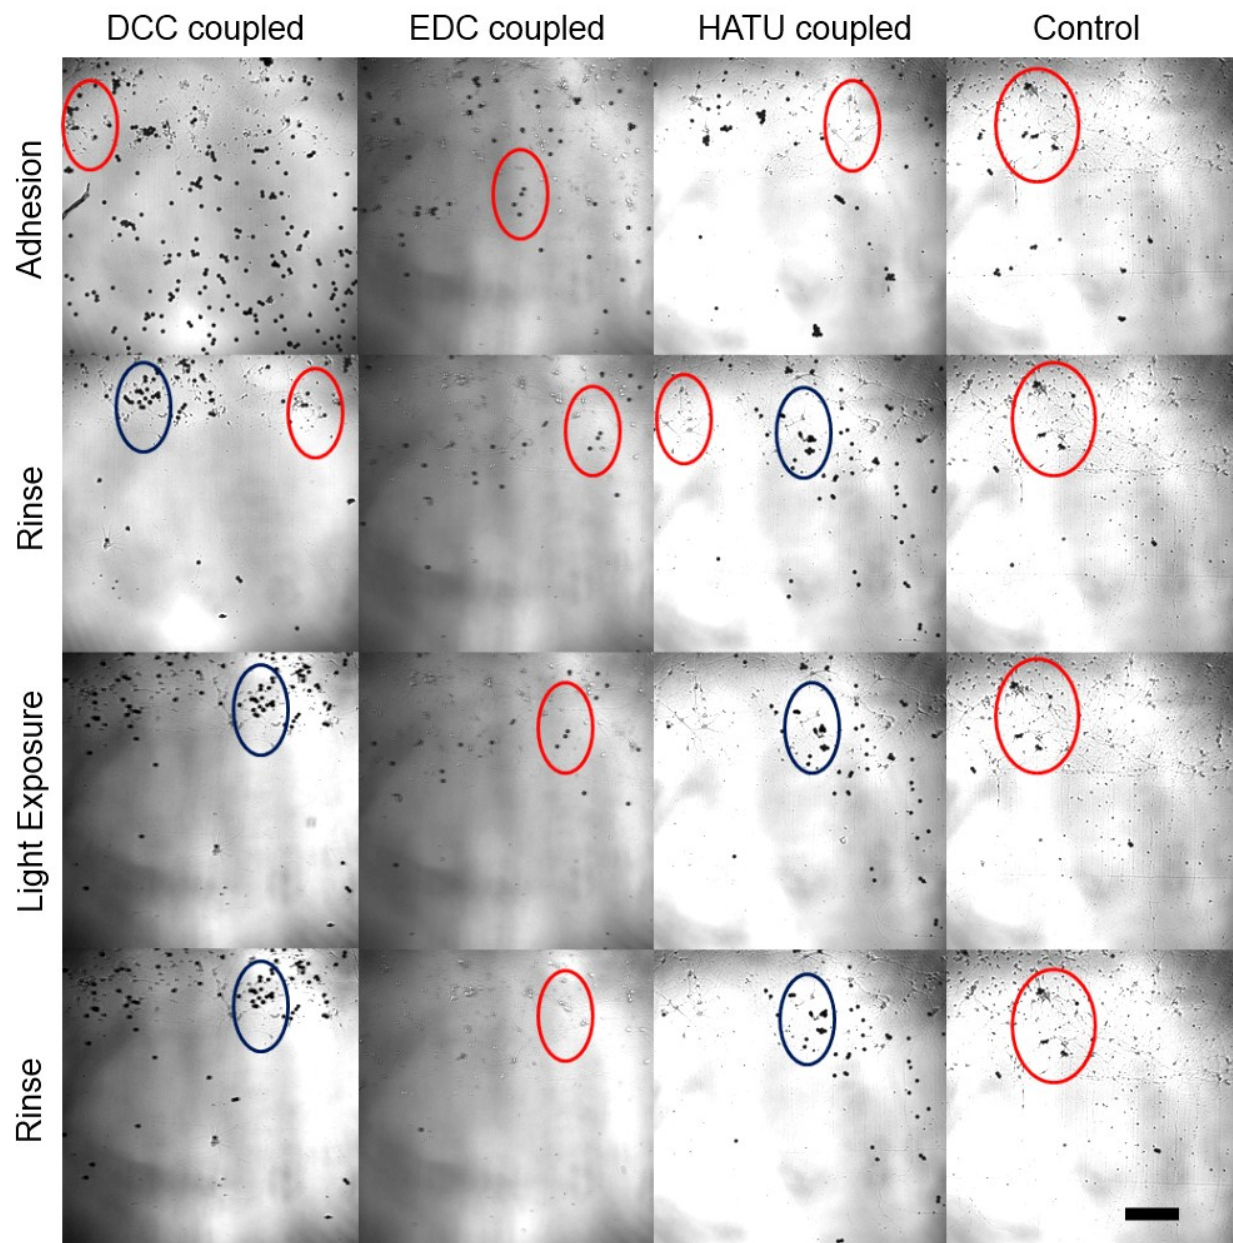 DCC coupled EDC coupled HATU coupled Control
Adhesion
Rinse
Light Exposure
Rinse